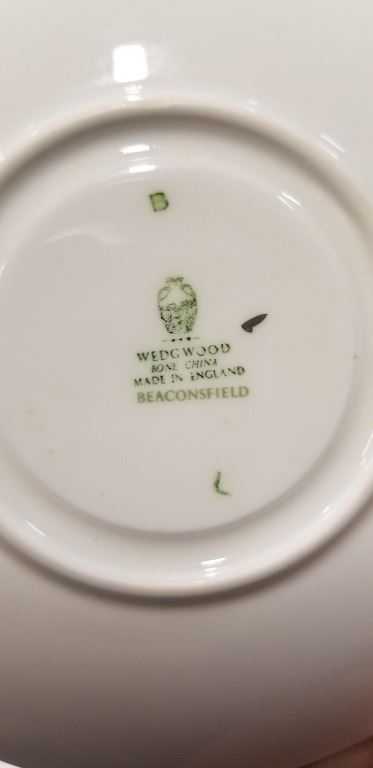 B
WEDGWOOD
BONE CHINA
MADE IN ENGLAND
BEACONSFIELD
L